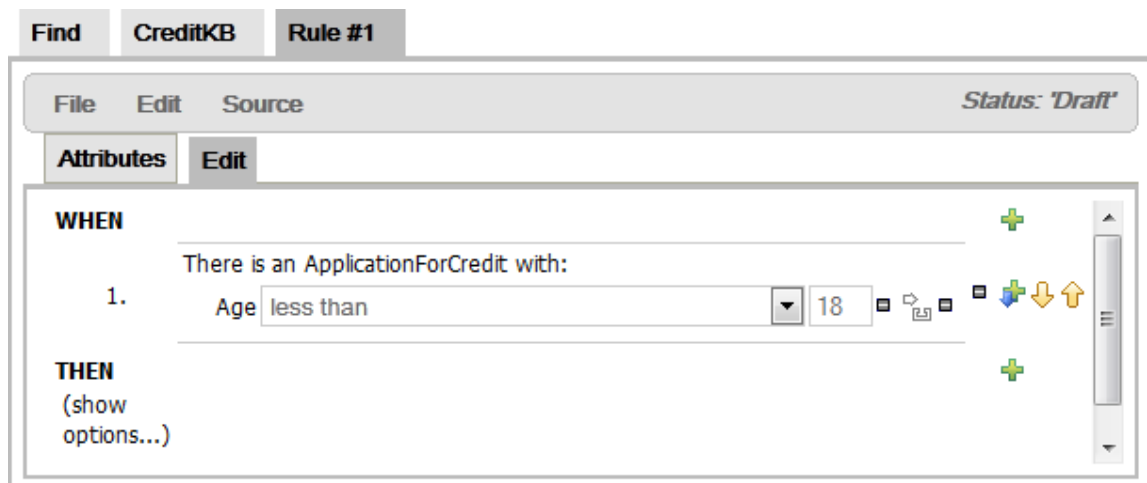 Find CreditKB Rule #1
File Edit Source Status: 'Draft'
Attributes Edit
WHEN
There is an ApplicationForCredit with:
1. Age less than 18
THEN
(show
options...)